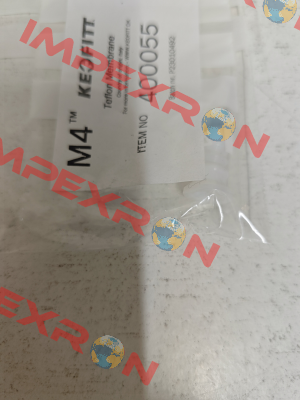 M4™ KEOFITT
Teflon Membrane
ITEM NO 400055
IMPEXRON
IMPEXRON
IMPEXRON